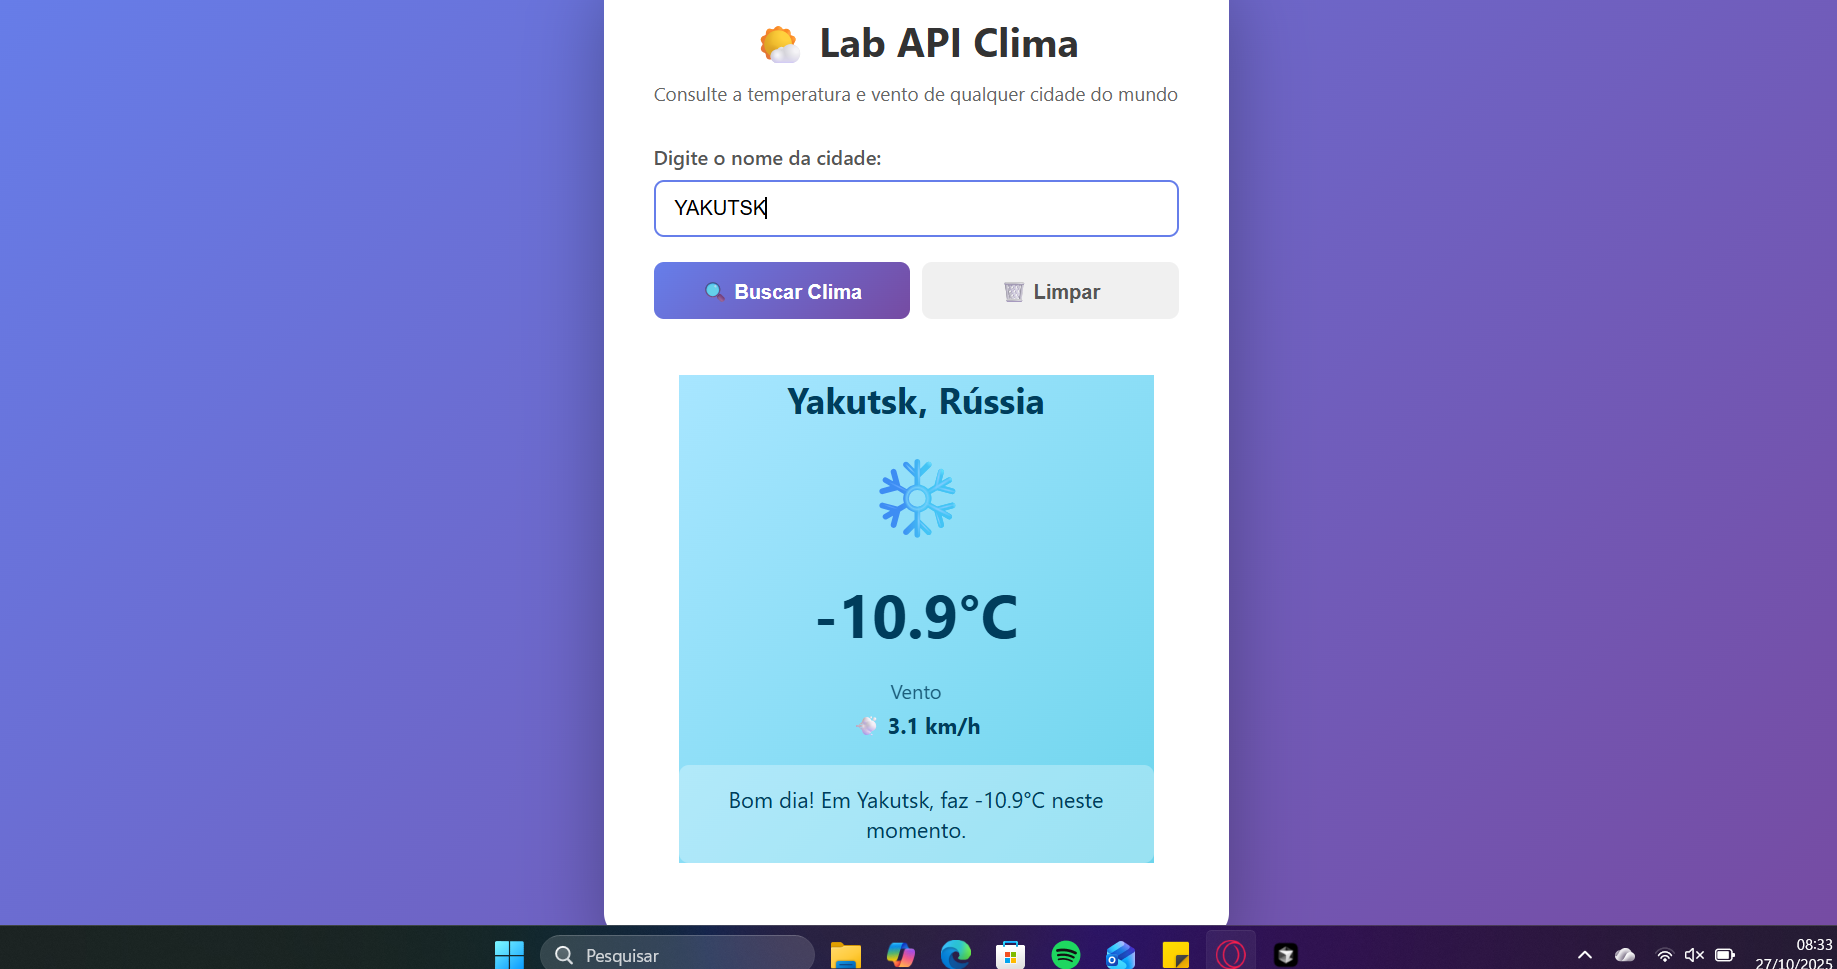 Lab API Clima
Consulte a temperatura e vento de qualquer cidade do mundo
Digite o nome da cidade:
YAKUTSK
Buscar Clima
Limpar
Yakutsk, Rússia
-10.9°C
Vento
3.1 km/h
Bom dia! Em Yakutsk, faz -10.9°C neste
momento.
Pesquisar
08:33
27/10/2025